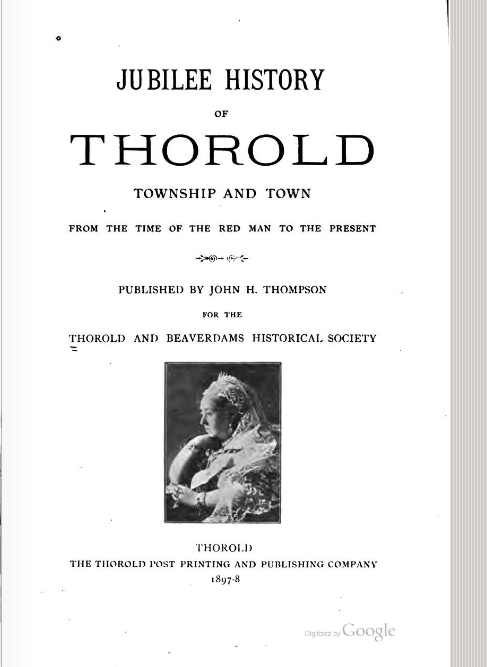 JUBILEE HISTORY
OF
THOROLD
TOWNSHIP AND TOWN
FROM THE TIME OF THE RED MAN TO THE PRESENT
PUBLISHED BY JOHN H. THOMPSON
FOR THE
THOROLD AND BEAVERDAMS HISTORICAL SOCIETY
THOROLD
THE THOROLD POST PRINTING AND PUBLISHING COMPANY
1897-8
Digitized by Google